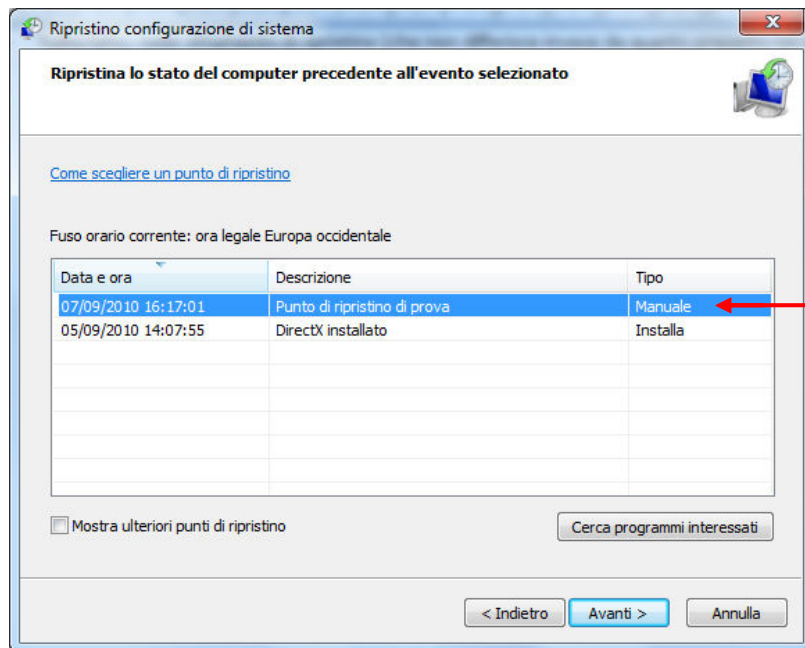 Ripristino configurazione di sistema
Ripristina lo stato del computer precedente all'evento selezionato
Come scegliere un punto di ripristino
Fuso orario corrente: ora legale Europa occidentale
Data e ora Descrizione Tipo
07/09/2010 16:17:01 Punto di ripristino di prova Manuale
05/09/2010 14:07:55 DirectX installato Installa
Mostra ulteriori punti di ripristino Cerca programmi interessati
< Indietro Avanti > Annulla